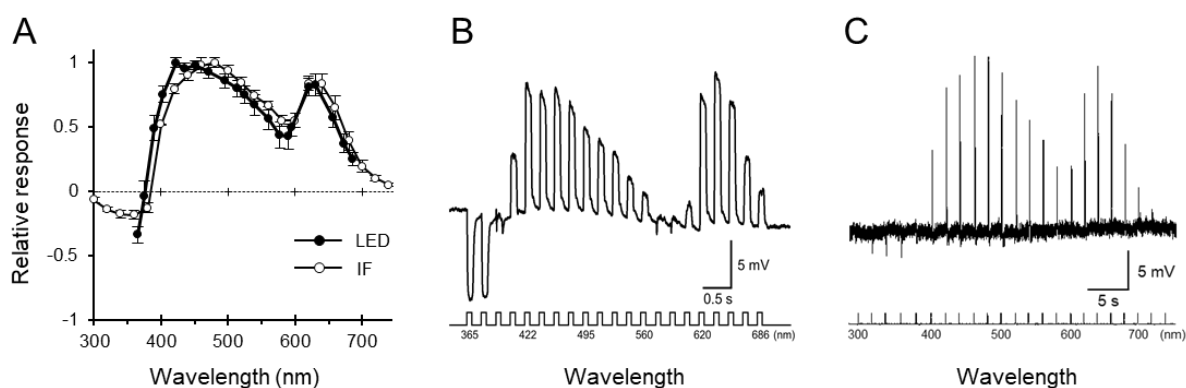 A
Relative response
1
0.5
0
-0.5
-1
300 400 500 600 700
LED
IF
Wavelength (nm)
B
5 mV
0.5 s
365 422 495 560 620 686 (nm)
Wavelength
C
5 mV
5 s
300 400 500 600 700 (nm)
Wavelength